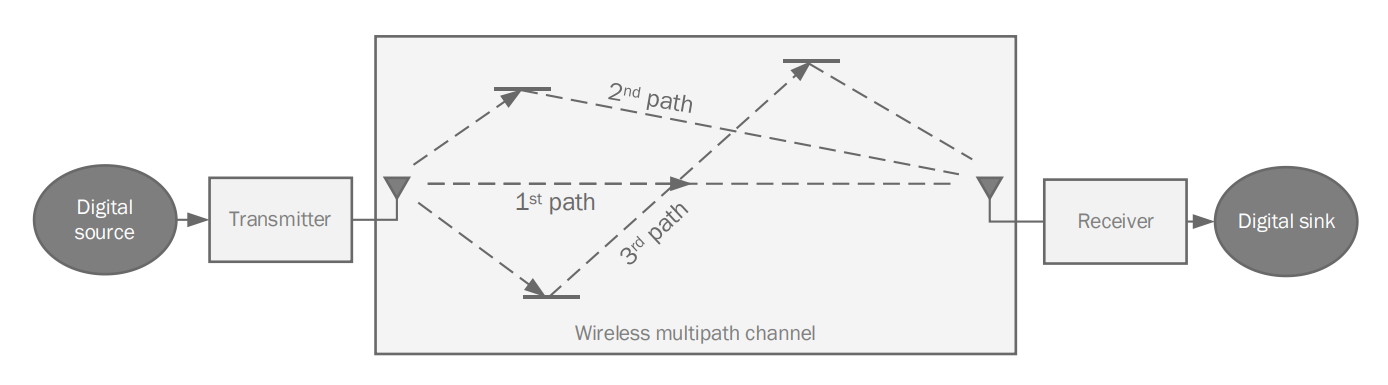 2nd path
Digital
source
Transmitter
1st path
3rd path
Receiver
Digital sink
Wireless multipath channel